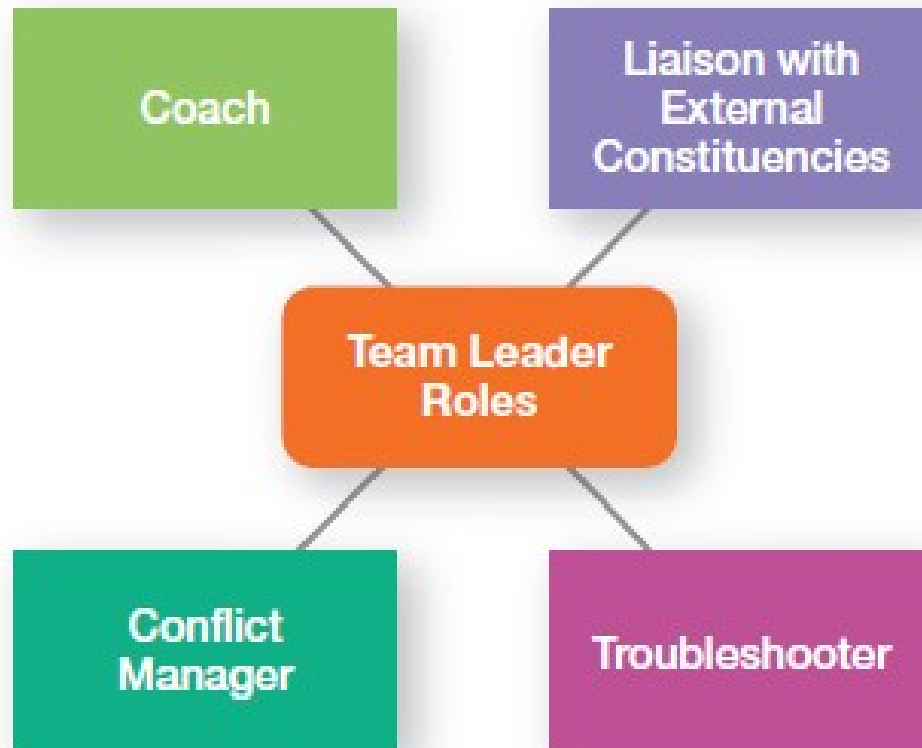 Coach
Liaison with
External
Constituencies
Team Leader
Roles
Conflict
Manager
Troubleshooter